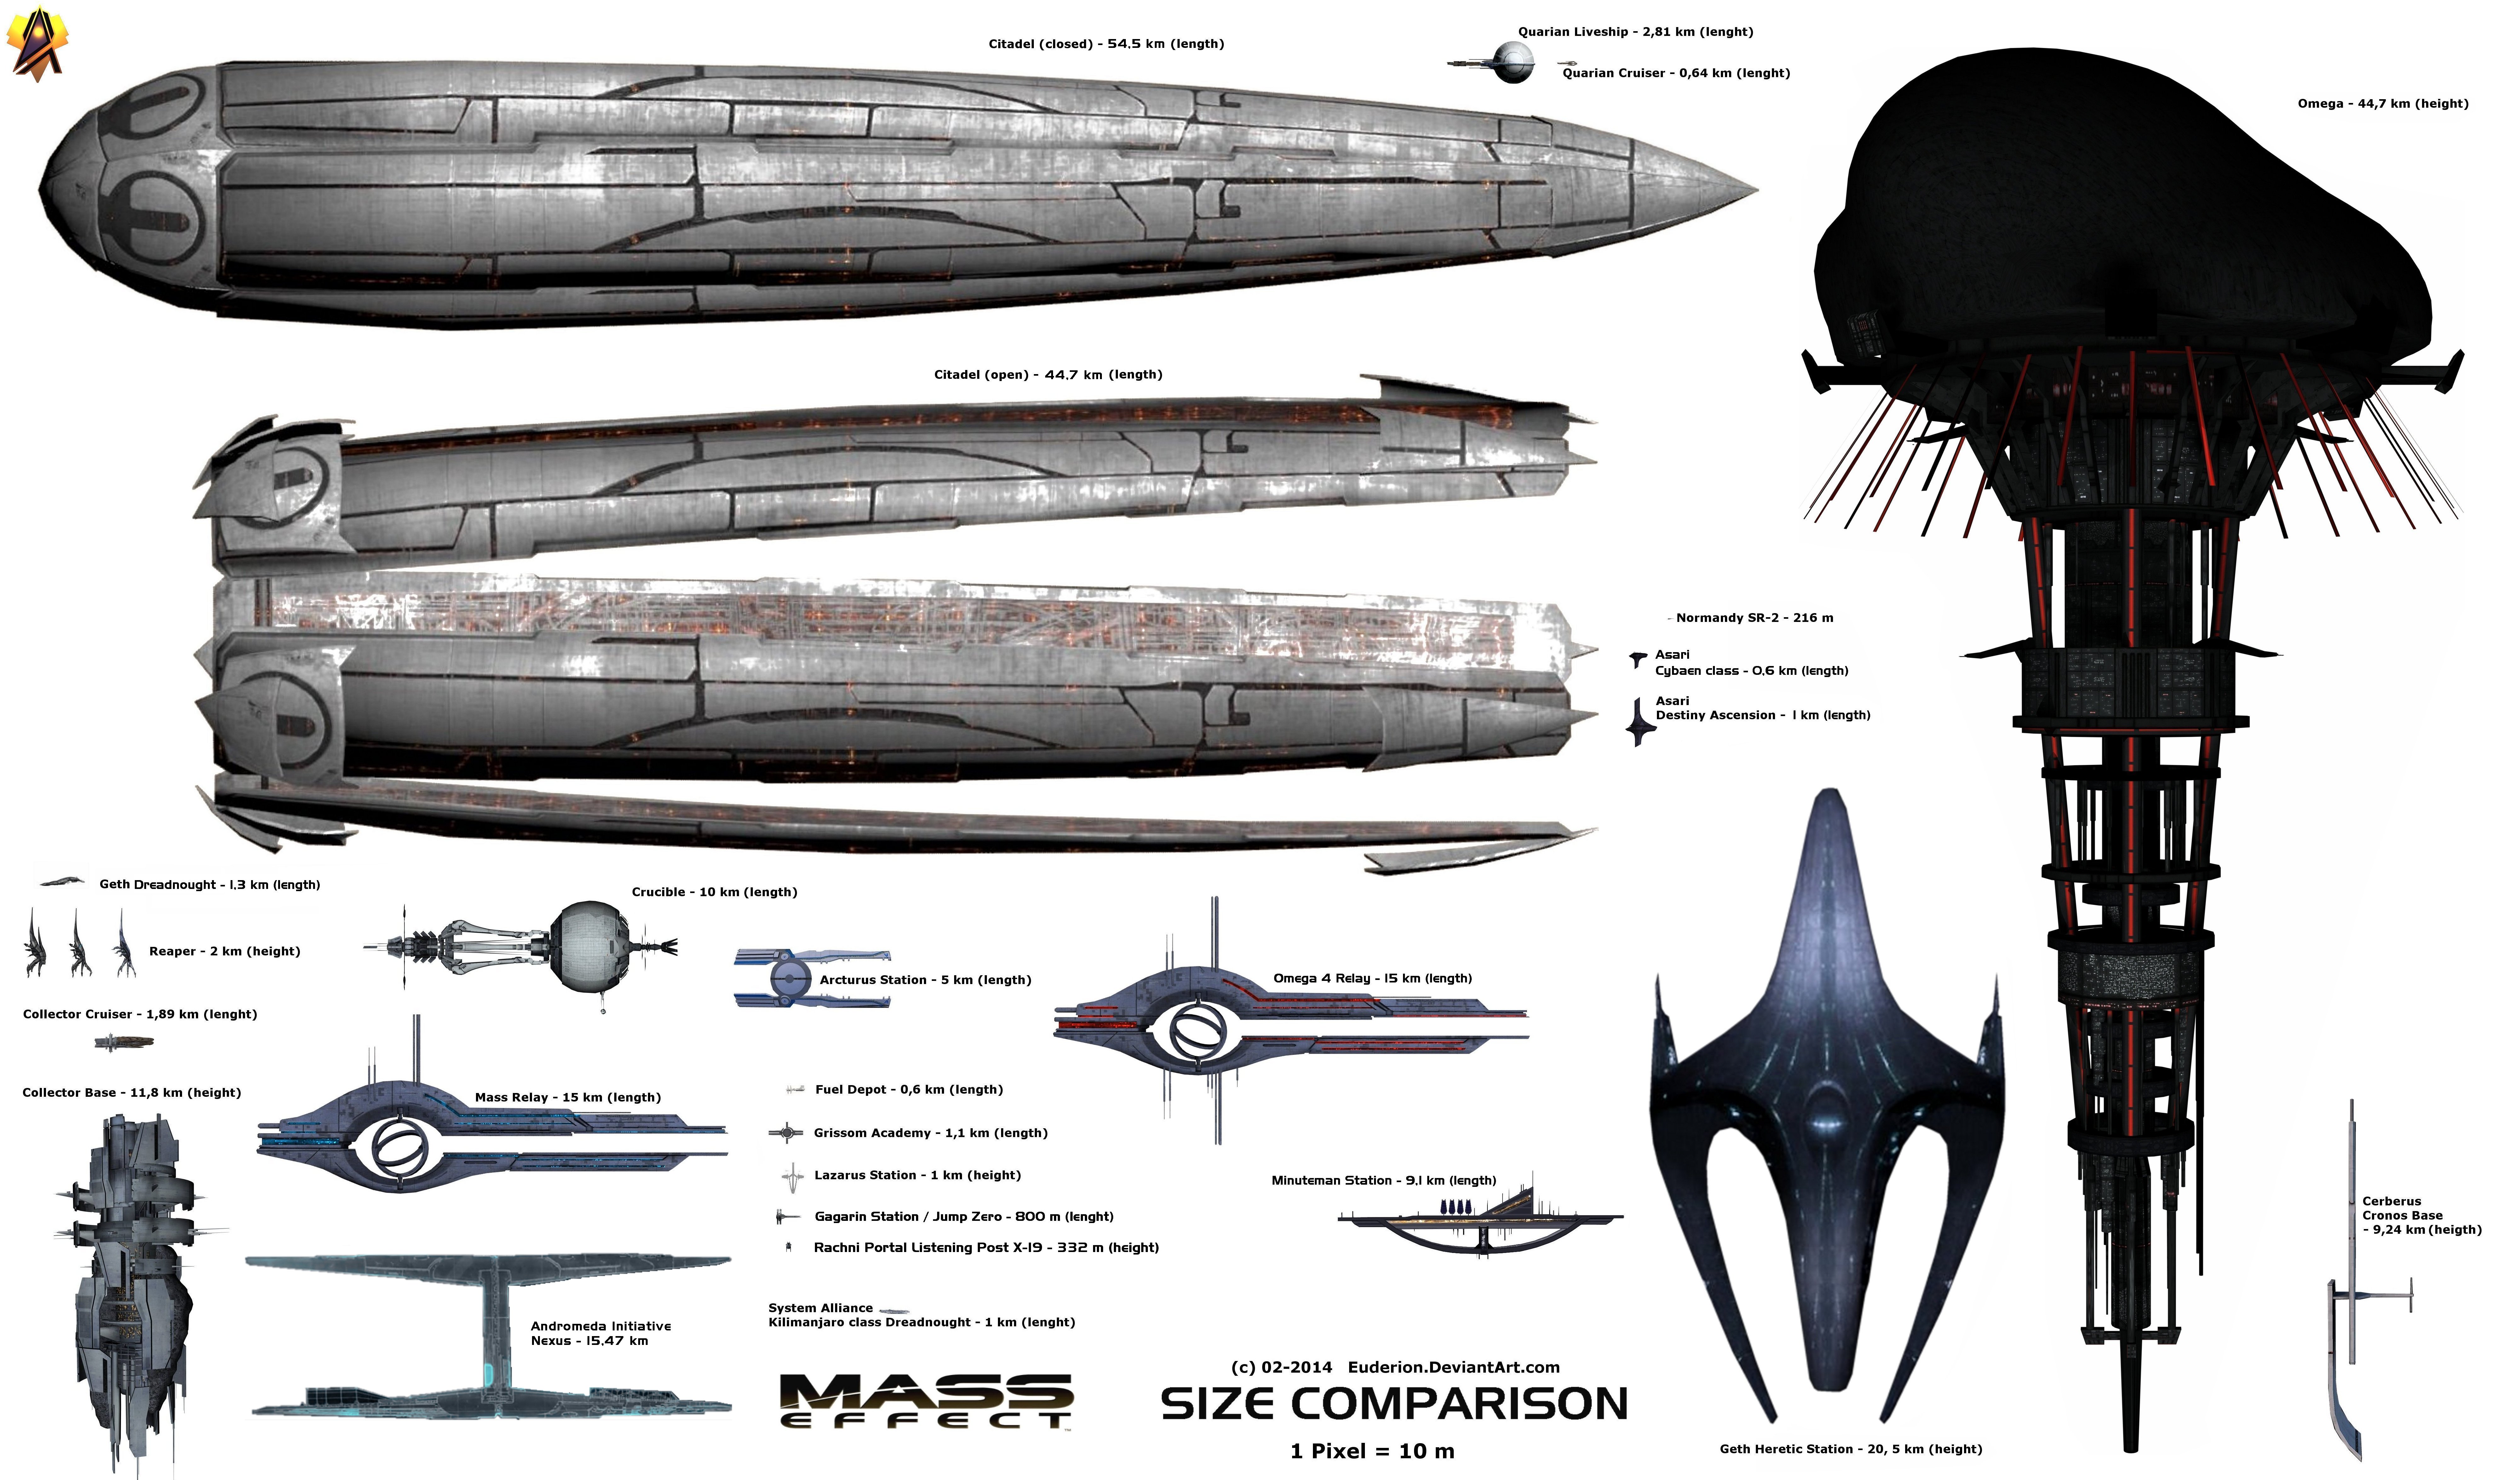 Citadel (closed) - 54,5 km (length)
Quarian Liveship - 2,81 km (lenght)
Quarian Cruiser - 0,64 km (lenght)
Omega - 44,7 km (height)
Citadel (open) - 44,7 km (length)
Normandy SR-2 - 216 m
Asari
Cybaen class - 0,6 km (length)
Asari
Destiny Ascension - 1 km (length)
Geth Dreadnought - 1,3 km (length)
Reaper - 2 km (height)
Crucible - 10 km (length)
Arcturus Station - 5 km (length)
Omega 4 Relay - 15 km (length)
Collector Cruiser - 1,89 km (lenght)
Collector Base - 11,8 km (height)
Mass Relay - 15 km (length)
Fuel Depot - 0,6 km (length)
Grissom Academy - 1,1 km (length)
Lazarus Station - 1 km (height)
Gagarin Station / Jump Zero - 800 m (lenght)
Rachni Portal Listening Post X-19 - 332 m (height)
Minuteman Station - 9,1 km (length)
Cerberus
Cronos Base
- 9,24 km (heigth)
Andromeda Initiative
Nexus - 15,47 km
System Alliance
Kilimanjaro class Dreadnought - 1 km (lenght)
MASS
EFFECT
TM
(c) 02-2014 Euderion.DeviantArt.com
SIZE COMPARISON
1 Pixel = 10 m
Geth Heretic Station - 20, 5 km (height)